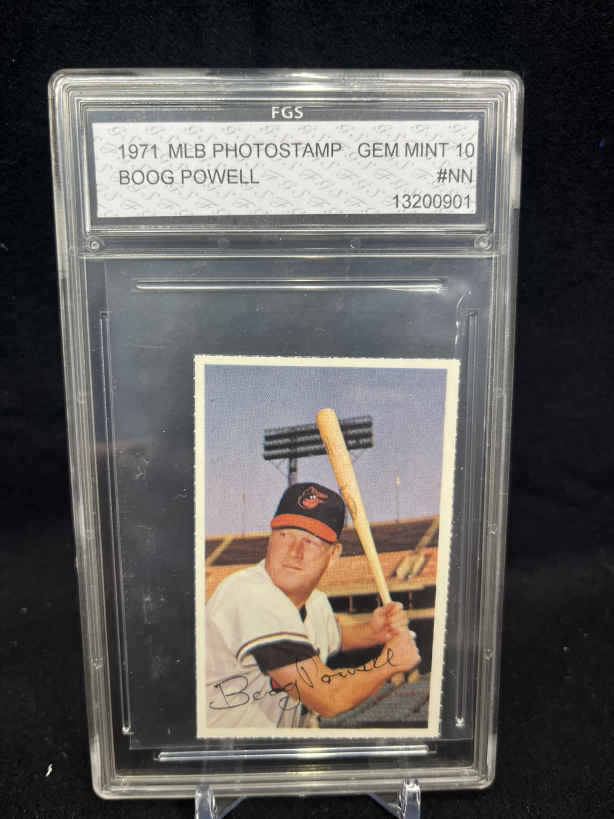 FGS
1971 MLB PHOTOSTAMP GEM MINT 10
BOOG POWELL #NN
13200901
Boog Powell